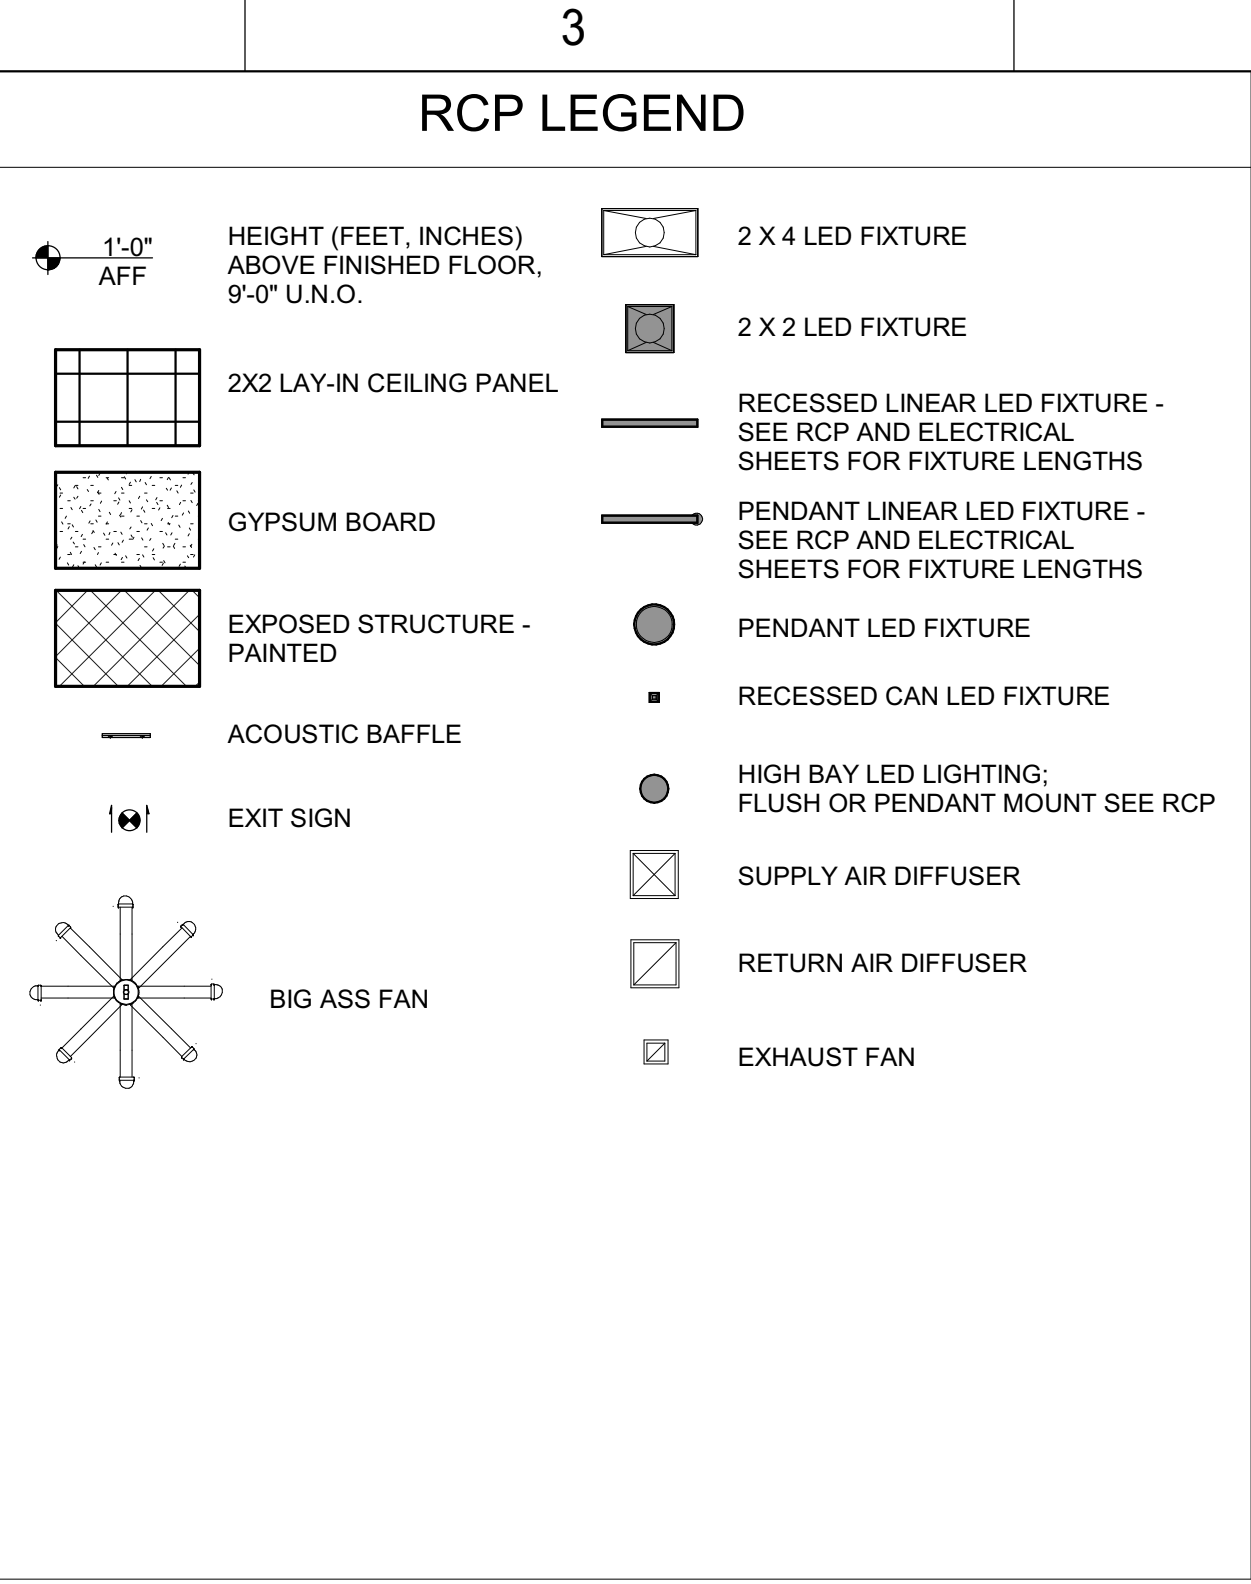 3
RCP LEGEND
1'-0"
AFF
HEIGHT (FEET, INCHES)
ABOVE FINISHED FLOOR,
9'-0" U.N.O.
2X2 LAY-IN CEILING PANEL
GYPSUM BOARD
EXPOSED STRUCTURE -
PAINTED
ACOUSTIC BAFFLE
EXIT SIGN
BIG ASS FAN
2 X 4 LED FIXTURE
2 X 2 LED FIXTURE
RECESSED LINEAR LED FIXTURE -
SEE RCP AND ELECTRICAL
SHEETS FOR FIXTURE LENGTHS
PENDANT LINEAR LED FIXTURE -
SEE RCP AND ELECTRICAL
SHEETS FOR FIXTURE LENGTHS
PENDANT LED FIXTURE
RECESSED CAN LED FIXTURE
HIGH BAY LED LIGHTING;
FLUSH OR PENDANT MOUNT SEE RCP
SUPPLY AIR DIFFUSER
RETURN AIR DIFFUSER
EXHAUST FAN